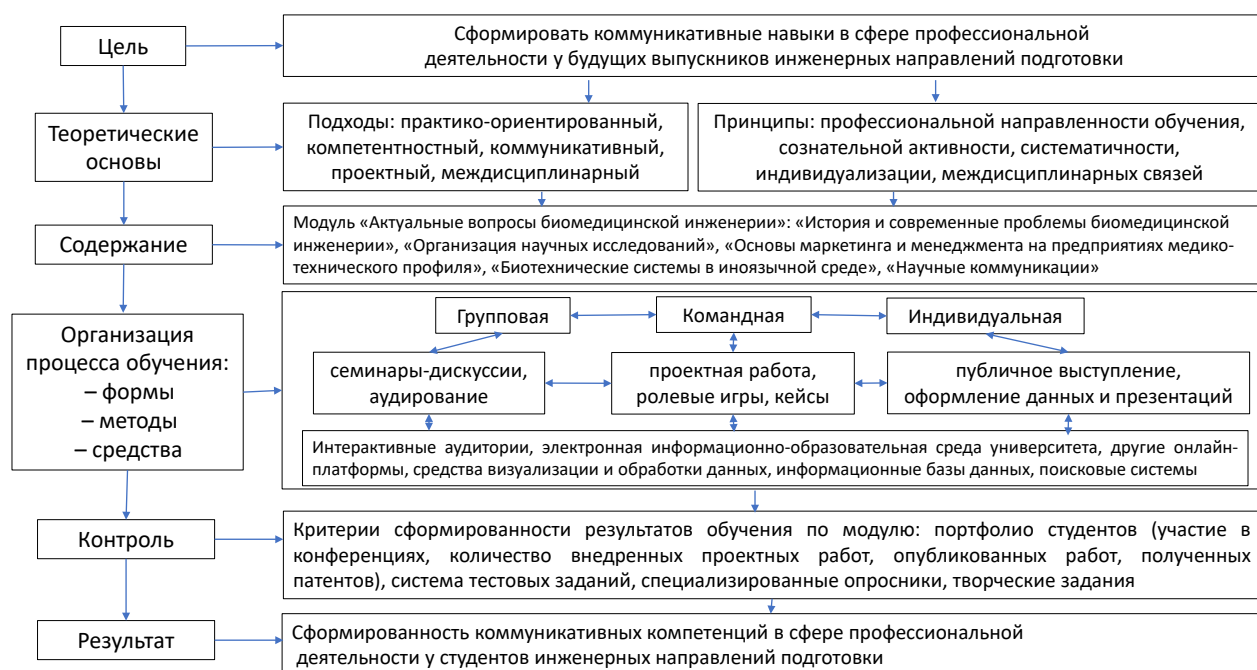 Цель
Сформировать коммуникативные навыки в сфере профессиональной
деятельности у будущих выпускников инженерных направлений подготовки
Теоретические
основы
Подходы: практико-ориентированный,
компетентностный, коммуникативный,
проектный, междисциплинарный
Принципы: профессиональной направленности обучения,
сознательной активности, систематичности,
индивидуализации, междисциплинарных связей
Содержание
Модуль «Актуальные вопросы биомедицинской инженерии»: «История и современные проблемы биомедицинской
инженерии», «Организация научных исследований», «Основы маркетинга и менеджмента на предприятиях медико-
технического профиля», «Биотехнические системы в иноязычной среде», «Научные коммуникации»
Организация
процесса обучения:
– формы
– методы
– средства
Групповая
Командная
Индивидуальная
семинары-дискуссии,
аудирование
проектная работа,
ролевые игры, кейсы
публичное выступление,
оформление данных и презентаций
Интерактивные аудитории, электронная информационно-образовательная среда университета, другие онлайн-
платформы, средства визуализации и обработки данных, информационные базы данных, поисковые системы
Контроль
Критерии сформированности результатов обучения по модулю: портфолио студентов (участие в
конференциях, количество внедренных проектных работ, опубликованных работ, полученных
патентов), система тестовых заданий, специализированные опросники, творческие задания
Результат
Сформированность коммуникативных компетенций в сфере профессиональной
деятельности у студентов инженерных направлений подготовки